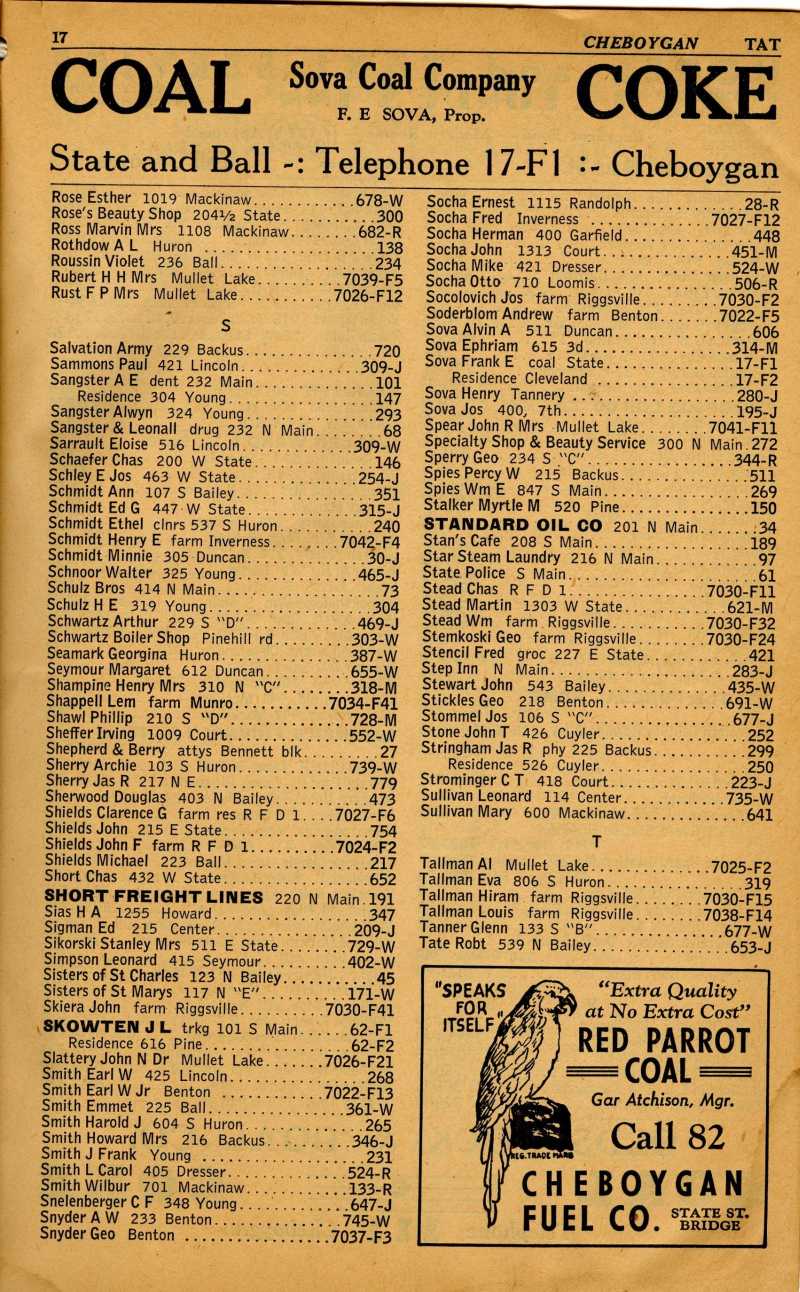 17 CHEBOYGAN TAT
COAL Sova Coal Company COKE
F. E SOVA, Prop.
State and Ball -: Telephone 17-F1 :- Cheboygan
Rose Esther 1019 Mackinaw............678-W
Rose's Beauty Shop 204½ State...........300
Ross Marvin Mrs 1108 Mackinaw........682-R
Rothdow A L Huron ....................138
Roussin Violet 236 Ball...................234
Rubert H H Mrs Mullet Lake..........7039-F5
Rust F P Mrs Mullet Lake...........7026-F12
S
Salvation Army 229 Backus...............720
Sammons Paul 421 Lincoln..............309-J
Sangster A E dent 232 Main..............101
Residence 304 Young..................147
Sangster Alwyn 324 Young...............293
Sangster & Leonall drug 232 N Main........68
Sarrault Eloise 516 Lincoln.............309-W
Schaefer Chas 200 W State..............146
Schley E Jos 463 W State..............254-J
Schmidt Ann 107 S Bailey................351
Schmidt Ed G 447 W State.............315-J
Schmidt Ethel clnrs 537 S Huron..........240
Schmidt Henry E farm Inverness........7042-F4
Schmidt Minnie 305 Duncan.............30-J
Schnoor Walter 325 Young.............465-J
Schulz Bros 414 N Main...................73
Schulz H E 319 Young...................304
Schwartz Arthur 229 S "D".............469-J
Schwartz Boiler Shop Pinehill rd.........303-W
Seamark Georgina Huron...............387-W
Seymour Margaret 612 Duncan..........655-W
Shampine Henry Mrs 310 N "C"........318-M
Shappell Lem farm Munro...........7034-F41
Shawl Phillip 210 S "D"..............728-M
Sheffer Irving 1009 Court.............552-W
Shepherd & Berry attys Bennett blk.........27
Sherry Archie 103 S Huron............739-W
Sherry Jas R 217 N E....................779
Sherwood Douglas 403 N Bailey...........473
Shields Clarence G farm res R F D 1....7027-F6
Shields John 215 E State.................754
Shields John F farm R F D 1..........7024-F2
Shields Michael 223 Ball.................217
Short Chas 432 W State.................652
SHORT FREIGHT LINES 220 N Main.191
Sias H A 1255 Howard..................347
Sigman Ed 215 Center.................209-J
Sikorski Stanley Mrs 511 E State........729-W
Simpson Leonard 415 Seymour..........402-W
Sisters of St Charles 123 N Bailey..........45
Sisters of St Marys 117 N "E"..........171-W
Skiera John farm Riggsville..........7030-F41
SKOWTEN J L trkg 101 S Main......62-F1
Residence 616 Pine..................62-F2
Slattery John N Dr Mullet Lake.......7026-F21
Smith Earl W 425 Lincoln................268
Smith Earl W Jr Benton ............7022-F13
Smith Emmet 225 Ball................361-W
Smith Harold J 604 S Huron..............265
Smith Howard Mrs 216 Backus..........346-J
Smith J Frank Young ...................231
Smith L Carol 405 Dresser.............524-R
Smith Wilbur 701 Mackinaw............133-R
Snelenberger C F 348 Young............647-J
Snyder A W 233 Benton...............745-W
Snyder Geo Benton .................7037-F3
Socha Ernest 1115 Randolph.............28-R
Socha Fred Inverness .............7027-F12
Socha Herman 400 Garfield..............448
Socha John 1313 Court...............451-M
Socha Mike 421 Dresser...............524-W
Socha Otto 710 Loomis................506-R
Socolovich Jos farm Riggsville.........7030-F2
Soderblom Andrew farm Benton.......7022-F5
Sova Alvin A 511 Duncan................606
Sova Ephriam 615 3d.................314-M
Sova Frank E coal State...............17-F1
Residence Cleveland ................17-F2
Sova Henry Tannery ..................280-J
Sova Jos 400, 7th....................195-J
Spear John R Mrs Mullet Lake........7041-F11
Specialty Shop & Beauty Service 300 N Main.272
Sperry Geo 234 S "C".................344-R
Spies Percy W 215 Backus...............511
Spies Wm E 847 S Main.................269
Stalker Myrtle M 520 Pine...............150
STANDARD OIL CO 201 N Main.......34
Stan's Cafe 208 S Main.................189
Star Steam Laundry 216 N Main...........97
State Police S Main.....................61
Stead Chas R F D 1................7030-F11
Stead Martin 1303 W State............621-M
Stead Wm farm Riggsville...........7030-F32
Stemkoski Geo farm Riggsville........7030-F24
Stencil Fred groc 227 E State............421
Step Inn N Main.....................283-J
Stewart John 543 Bailey..............435-W
Stickles Geo 218 Benton..............691-W
Stommel Jos 106 S "C"................677-J
Stone John T 426 Cuyler................252
Stringham Jas R phy 225 Backus...........299
Residence 526 Cuyler.................250
Strominger C T 418 Court..............223-J
Sullivan Leonard 114 Center............735-W
Sullivan Mary 600 Mackinaw.............641
T
Tallman Al Mullet Lake..............7025-F2
Tallman Eva 806 S Huron...............319
Tallman Hiram farm Riggsville........7030-F15
Tallman Louis farm Riggsville........7038-F14
Tanner Glenn 133 S "B"..............677-W
Tate Robt 539 N Bailey................653-J
"SPEAKS
FOR
ITSELF"
"Extra Quality
at No Extra Cost"
RED PARROT
COAL
Gar Atchison, Mgr.
Call 82
REG. TRADE MARK
CHEBOYGAN
FUEL CO. STATE ST.
BRIDGE